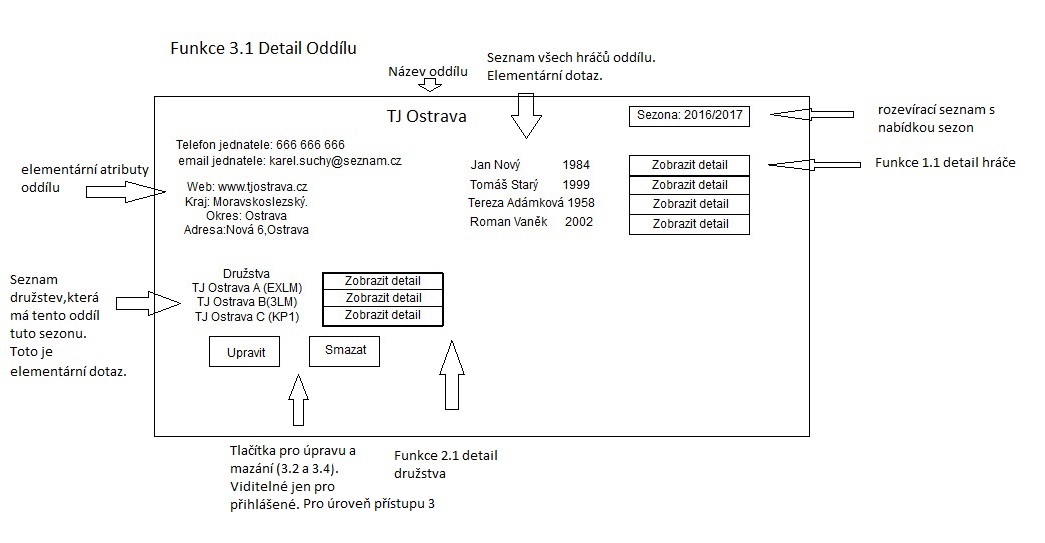 Funkce 3.1 Detail Oddílu
Název oddílu
Seznam všech hráčů oddílu.
Elementární dotaz.
TJ Ostrava
Sezona: 2016/2017
rozevírací seznam s
nabídkou sezon
Telefon jednatele: 666 666 666
email jednatele: karel.suchy@seznam.cz
elementární atributy
oddílu
Web: www.tjostrava.cz
Kraj: Moravskoslezský.
Okres: Ostrava
Adresa:Nová 6,Ostrava
Jan Nový 1984 Zobrazit detail
Tomáš Starý 1999 Zobrazit detail
Tereza Adámková 1958 Zobrazit detail
Roman Vaněk 2002 Zobrazit detail
Funkce 1.1 detail hráče
Seznam
družstev,která
má tento oddíl
tuto sezonu.
Toto je
elementární dotaz.
Družstva
TJ Ostrava A (EXLM) Zobrazit detail
TJ Ostrava B(3LM) Zobrazit detail
TJ Ostrava C (KP1) Zobrazit detail
Upravit Smazat
Tlačítka pro úpravu a
mazání (3.2 a 3.4).
Viditelné jen pro
přihlášené. Pro úroveň přístupu 3
Funkce 2.1 detail
družstva